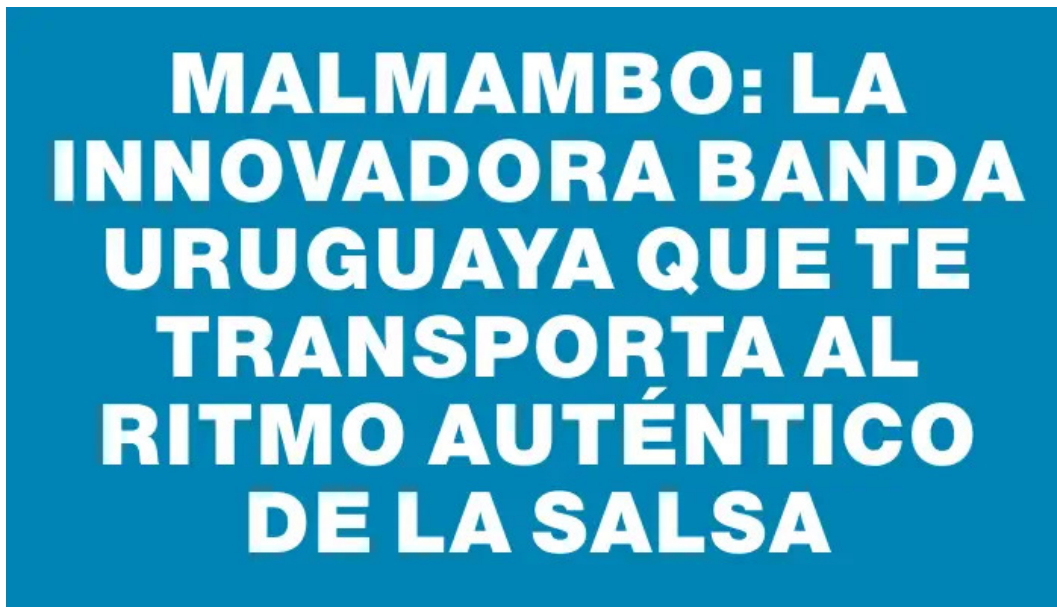 MALMAMBO: LA
INNOVADORA BANDA
URUGUAYA QUE TE
TRANSPORTA AL
RITMO AUTÉNTICO
DE LA SALSA